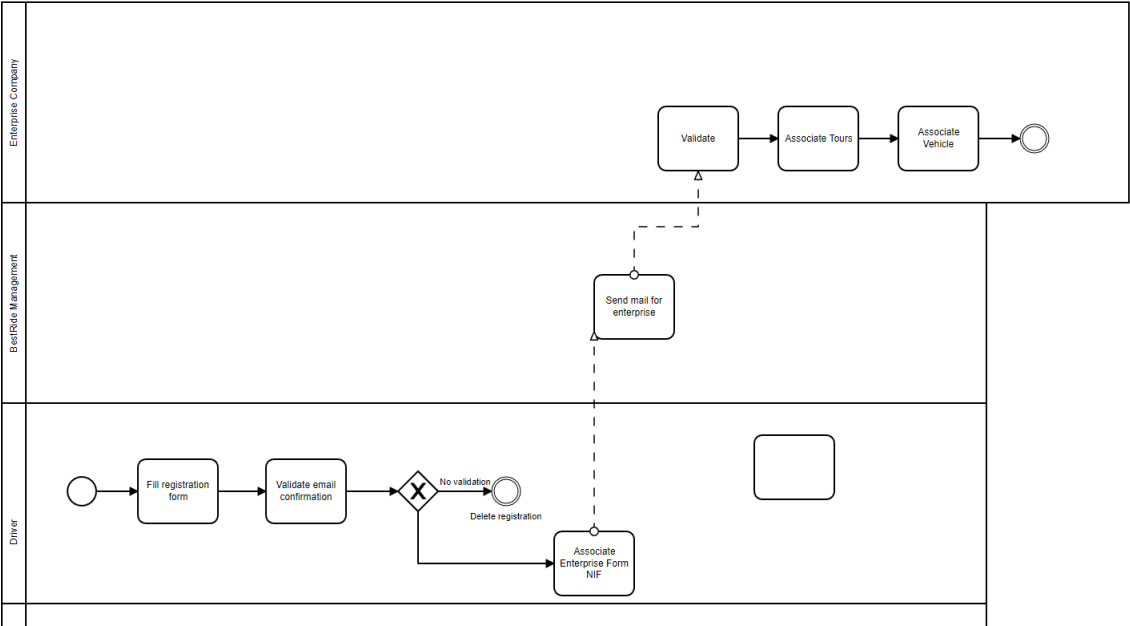 Enterprise Company
Validate
Associate Tours
Associate
Vehicle
BestRide Management
Send mail for
enterprise
Driver
Fill registration
form
Validate email
confirmation
No validation
Delete registration
Associate
Enterprise Form
NIF